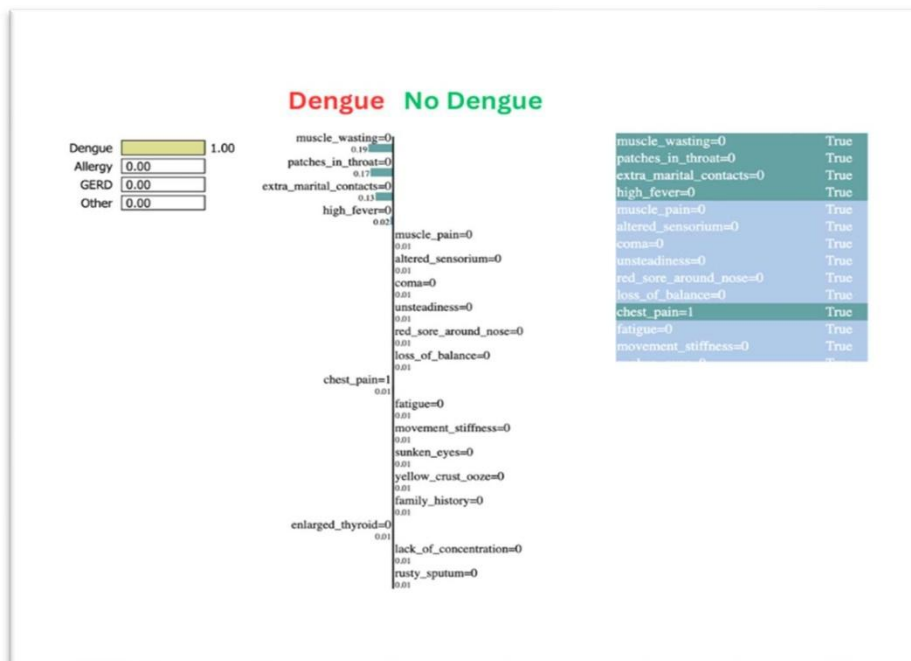 Dengue No Dengue
Dengue 1.00
Allergy 0.00
GERD 0.00
Other 0.00
muscle_wasting=0
0.19
patches_in_throat=0
0.17
extra_marital_contacts=0
0.13
high_fever=0
0.02
muscle_pain=0
0.01
altered_sensorium=0
0.01
coma=0
0.01
unsteadiness=0
0.01
red_sore_around_nose=0
0.01
loss_of_balance=0
0.01
chest_pain=1
0.01
fatigue=0
0.01
movement_stiffness=0
0.01
sunken_eyes=0
0.01
yellow_crust_ooze=0
0.01
family_history=0
0.01
enlarged_thyroid=0
0.01
lack_of_concentration=0
0.01
rusty_sputum=0
0.01
muscle_wasting=0 True
patches_in_throat=0 True
extra_marital_contacts=0 True
high_fever=0 True
muscle_pain=0 True
altered_sensorium=0 True
coma=0 True
unsteadiness=0 True
red_sore_around_nose=0 True
loss_of_balance=0 True
chest_pain=1 True
fatigue=0 True
movement_stiffness=0 True